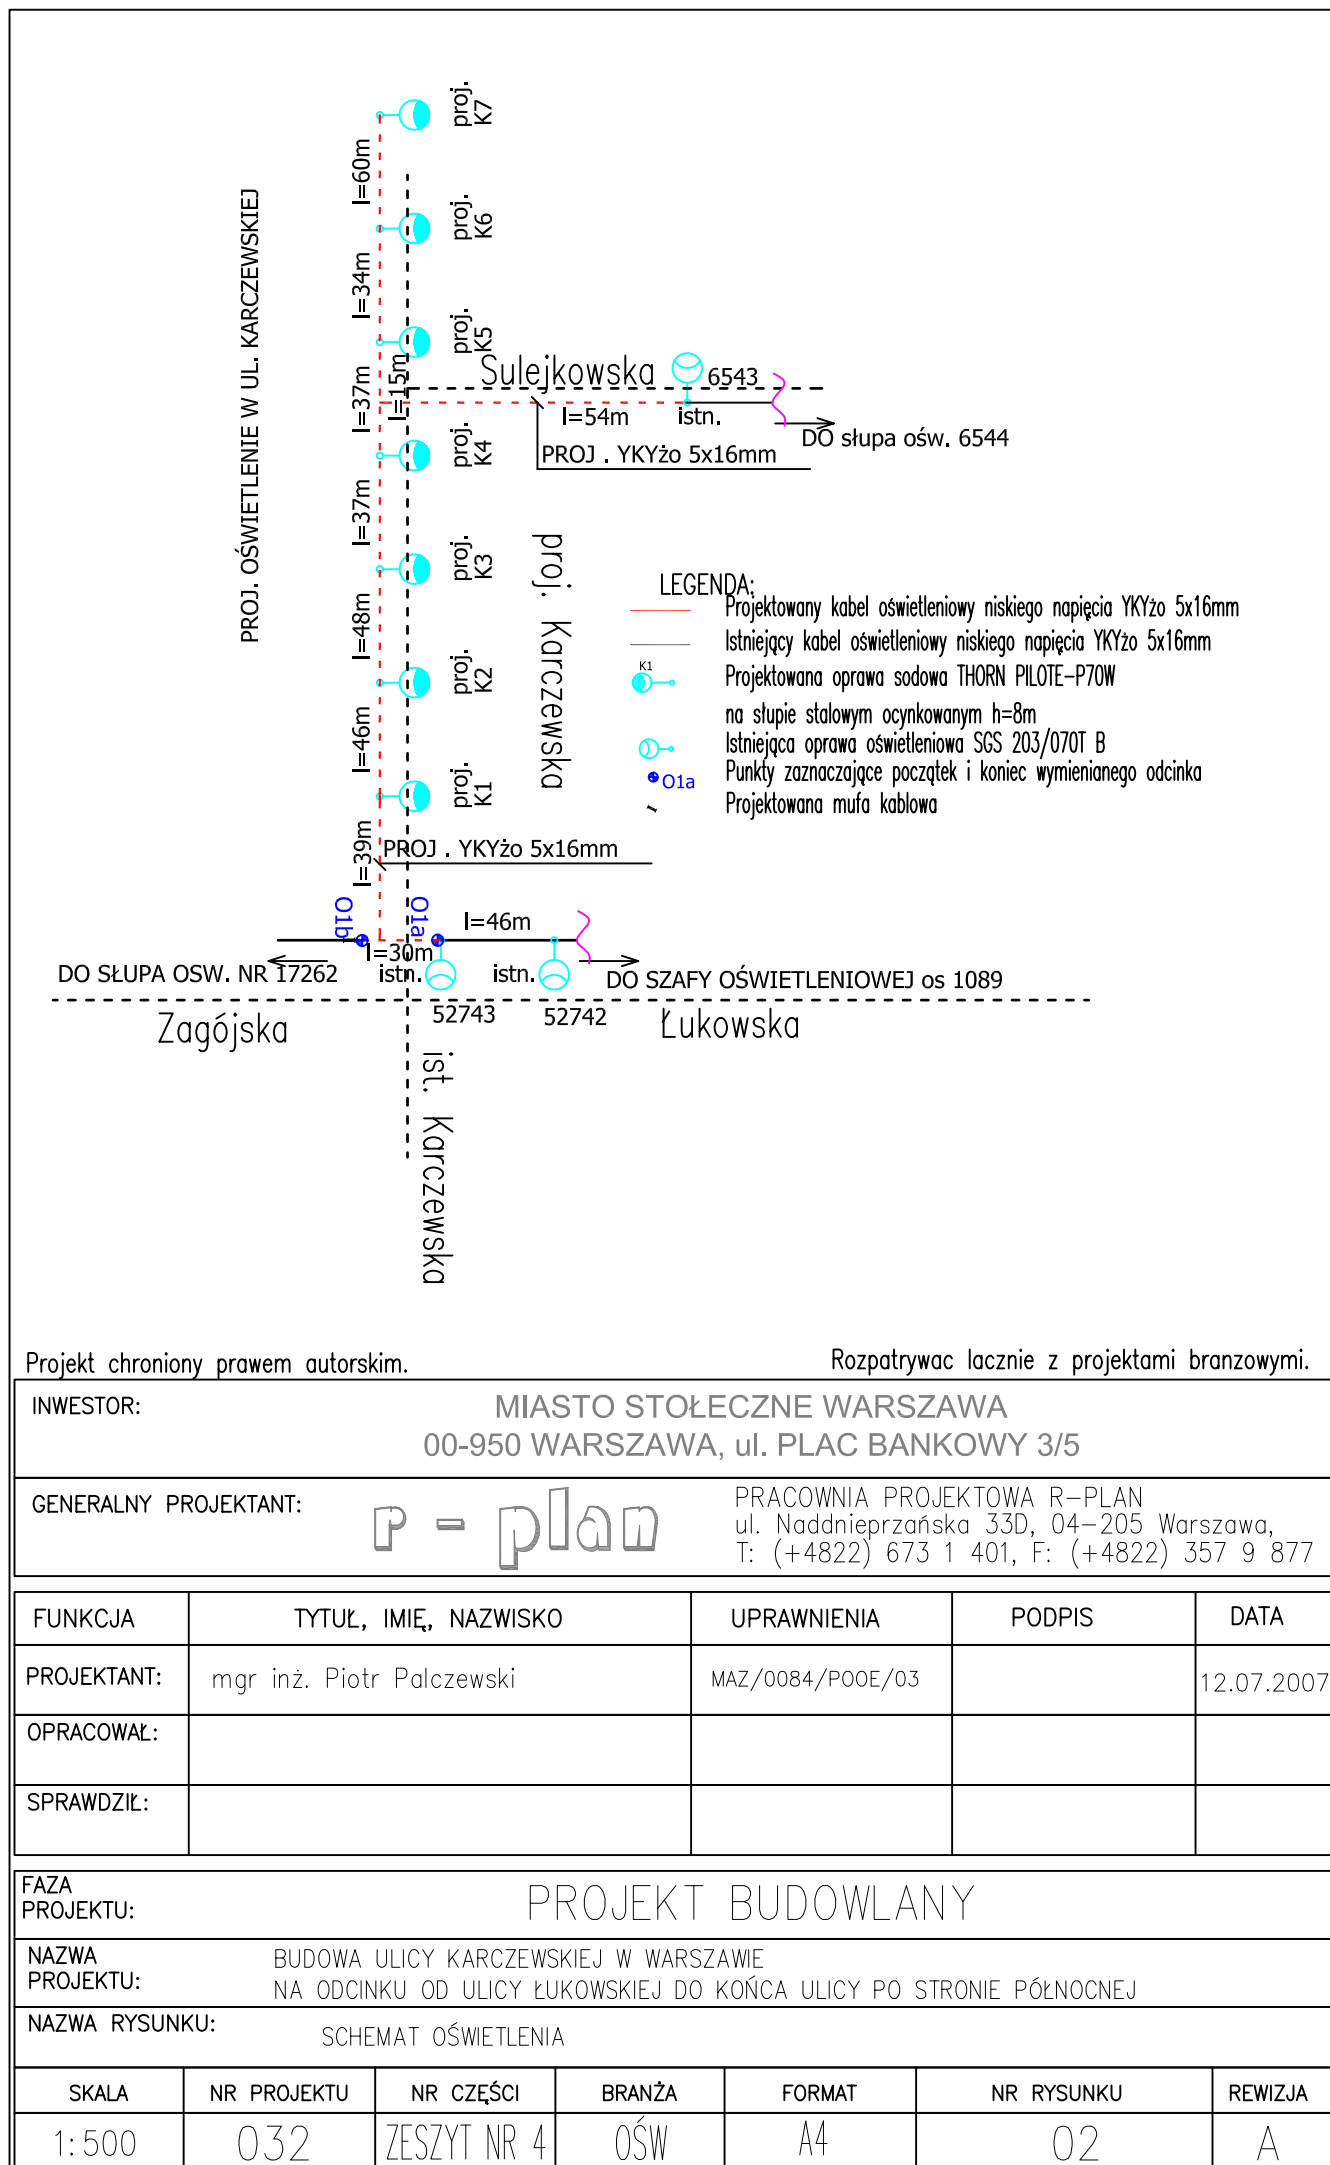 proj.
K7
l=60m
proj.
K6
PROJ. OŚWIETLENIE W UL. KARCZEWSKIEJ
l=34m
proj.
K5
l=37m
l=15m
Sulejkowska
6543
l=54m
istn.
DO słupa ośw. 6544
PROJ . YKYżo 5x16mm
proj.
K4
l=37m
proj.
K3
proj. Karczewska
l=48m
proj.
K2
l=46m
proj.
K1
LEGENDA:
Projektowany kabel oświetleniowy niskiego napięcia YKYżo 5x16mm
Istniejący kabel oświetleniowy niskiego napięcia YKYżo 5x16mm
K1
Projektowana oprawa sodowa THORN PILOTE-P70W
na słupie stalowym ocynkowanym h=8m
Istniejąca oprawa oświetleniowa SGS 203/070T B
O1a
Punkty zaznaczające początek i koniec wymienianego odcinka
Projektowana mufa kablowa
l=39m
PROJ . YKYżo 5x16mm
O1b
O1a
l=46m
l=30m
DO SŁUPA OSW. NR 17262
istn.
istn.
DO SZAFY OŚWIETLENIOWEJ os 1089
52743
52742
Zagójska
Łukowska
ist. Karczewska
Projekt chroniony prawem autorskim.
Rozpatrywac lacznie z projektami branzowymi.
INWESTOR:
MIASTO STOŁECZNE WARSZAWA
00-950 WARSZAWA, ul. PLAC BANKOWY 3/5
GENERALNY PROJEKTANT:
r - plan
PRACOWNIA PROJEKTOWA R-PLAN
ul. Naddnieprzańska 33D, 04-205 Warszawa,
T: (+4822) 673 1 401, F: (+4822) 357 9 877
FUNKCJA
TYTUŁ, IMIĘ, NAZWISKO
UPRAWNIENIA
PODPIS
DATA
PROJEKTANT:
mgr inż. Piotr Palczewski
MAZ/0084/POOE/03
12.07.2007
OPRACOWAŁ:
SPRAWDZIŁ:
FAZA
PROJEKTU:
PROJEKT BUDOWLANY
NAZWA
PROJEKTU:
BUDOWA ULICY KARCZEWSKIEJ W WARSZAWIE
NA ODCINKU OD ULICY ŁUKOWSKIEJ DO KOŃCA ULICY PO STRONIE PÓŁNOCNEJ
NAZWA RYSUNKU:
SCHEMAT OŚWIETLENIA
SKALA
NR PROJEKTU
NR CZĘŚCI
BRANŻA
FORMAT
NR RYSUNKU
REWIZJA
1:500
032
ZESZYT NR 4
OŚW
A4
02
A